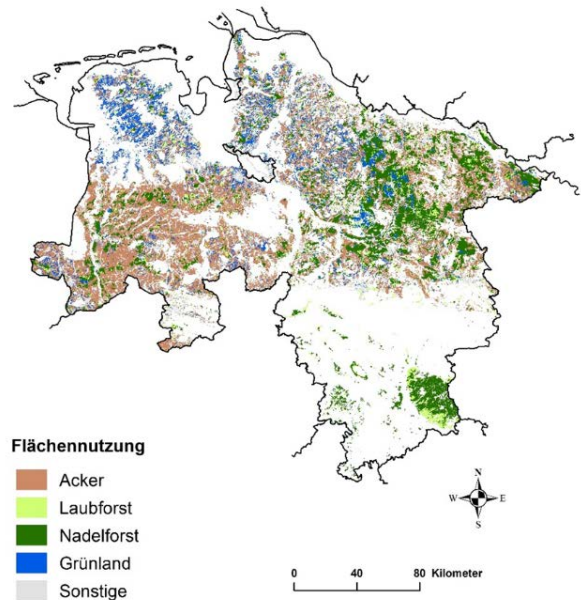 Flächennutzung
Acker
Laubforst
Nadelforst
Grünland
Sonstige
N
W E
S
0 40 80 Kilometer